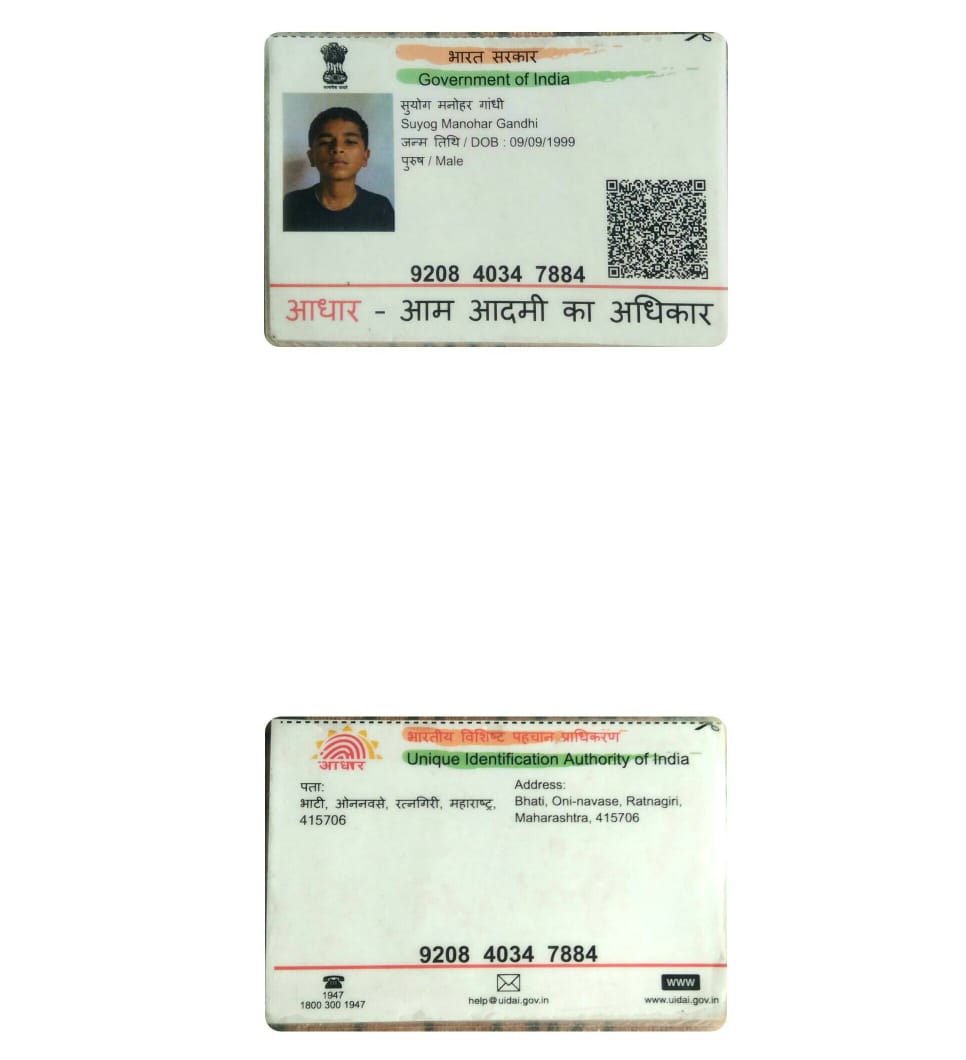 भारत सरकार
Government of India
सुयोग मनोहर गांधी
Suyog Manohar Gandhi
जन्म तिथि / DOB : 09/09/1999
पुरुष / Male
9208 4034 7884
आधार - आम आदमी का अधिकार
भारतीय विशिष्ट पहचान प्राधिकरण
Unique Identification Authority of India
आधार
पता:
भाटी, ओननवसे, रत्नगिरी, महाराष्ट्र,
415706
Address:
Bhati, Oni-navase, Ratnagiri,
Maharashtra, 415706
9208 4034 7884
1947
1800 300 1947
help@uidai.gov.in
www
www.uidai.gov.in